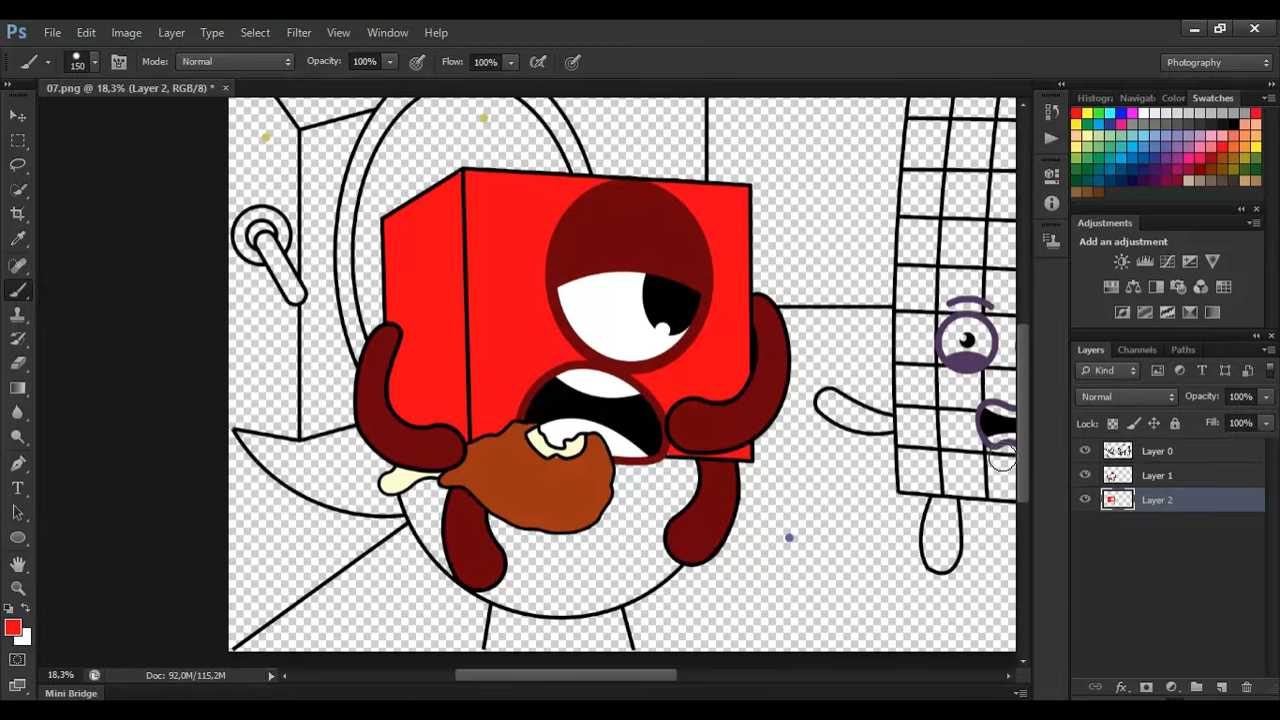 Ps File Edit Image Layer Type Select Filter View Window Help
150 Mode: Normal Opacity: 100% Flow: 100% Photography
07.png @ 18,3% (Layer 2, RGB/8) * ×
Histogr Navigat Color Swatches
Adjustments
Add an adjustment
Layers Channels Paths
Kind
Normal Opacity: 100%
Lock: Fill: 100%
Layer 0
Layer 1
Layer 2
18,3% Doc: 92,0M/115,2M
Mini Bridge